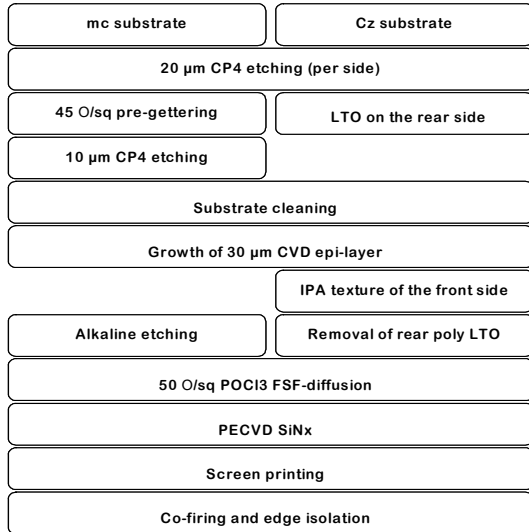 mc substrate
Cz substrate
20 µm CP4 etching (per side)
45 O/sq pre-gettering
LTO on the rear side
10 µm CP4 etching
Substrate cleaning
Growth of 30 µm CVD epi-layer
IPA texture of the front side
Alkaline etching
Removal of rear poly LTO
50 O/sq POCl3 FSF-diffusion
PECVD SiNx
Screen printing
Co-firing and edge isolation